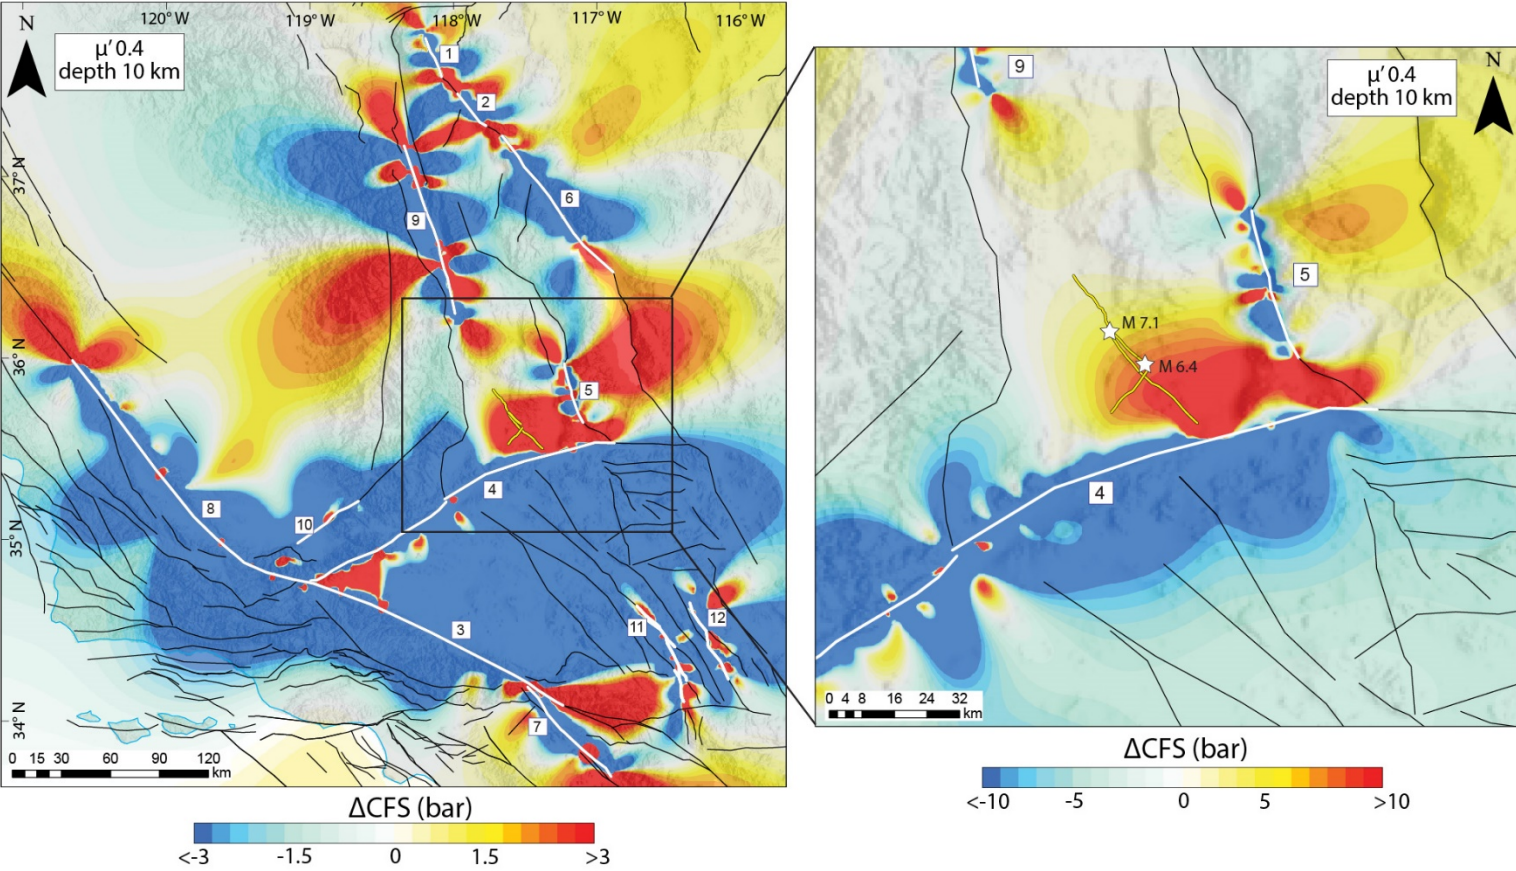 120° W
119° W
118° W
117° W
116° W
N
μ′ 0.4
depth 10 km
37° N
36° N
35° N
34° N
1
2
9
6
5
4
8
10
3
11
12
7
0 15 30 60 90 120
km
ΔCFS (bar)
<-3 -1.5 0 1.5 >3
9
μ′ 0.4
depth 10 km
N
5
M 7.1
M 6.4
4
0 4 8 16 24 32
km
ΔCFS (bar)
<-10 -5 0 5 >10